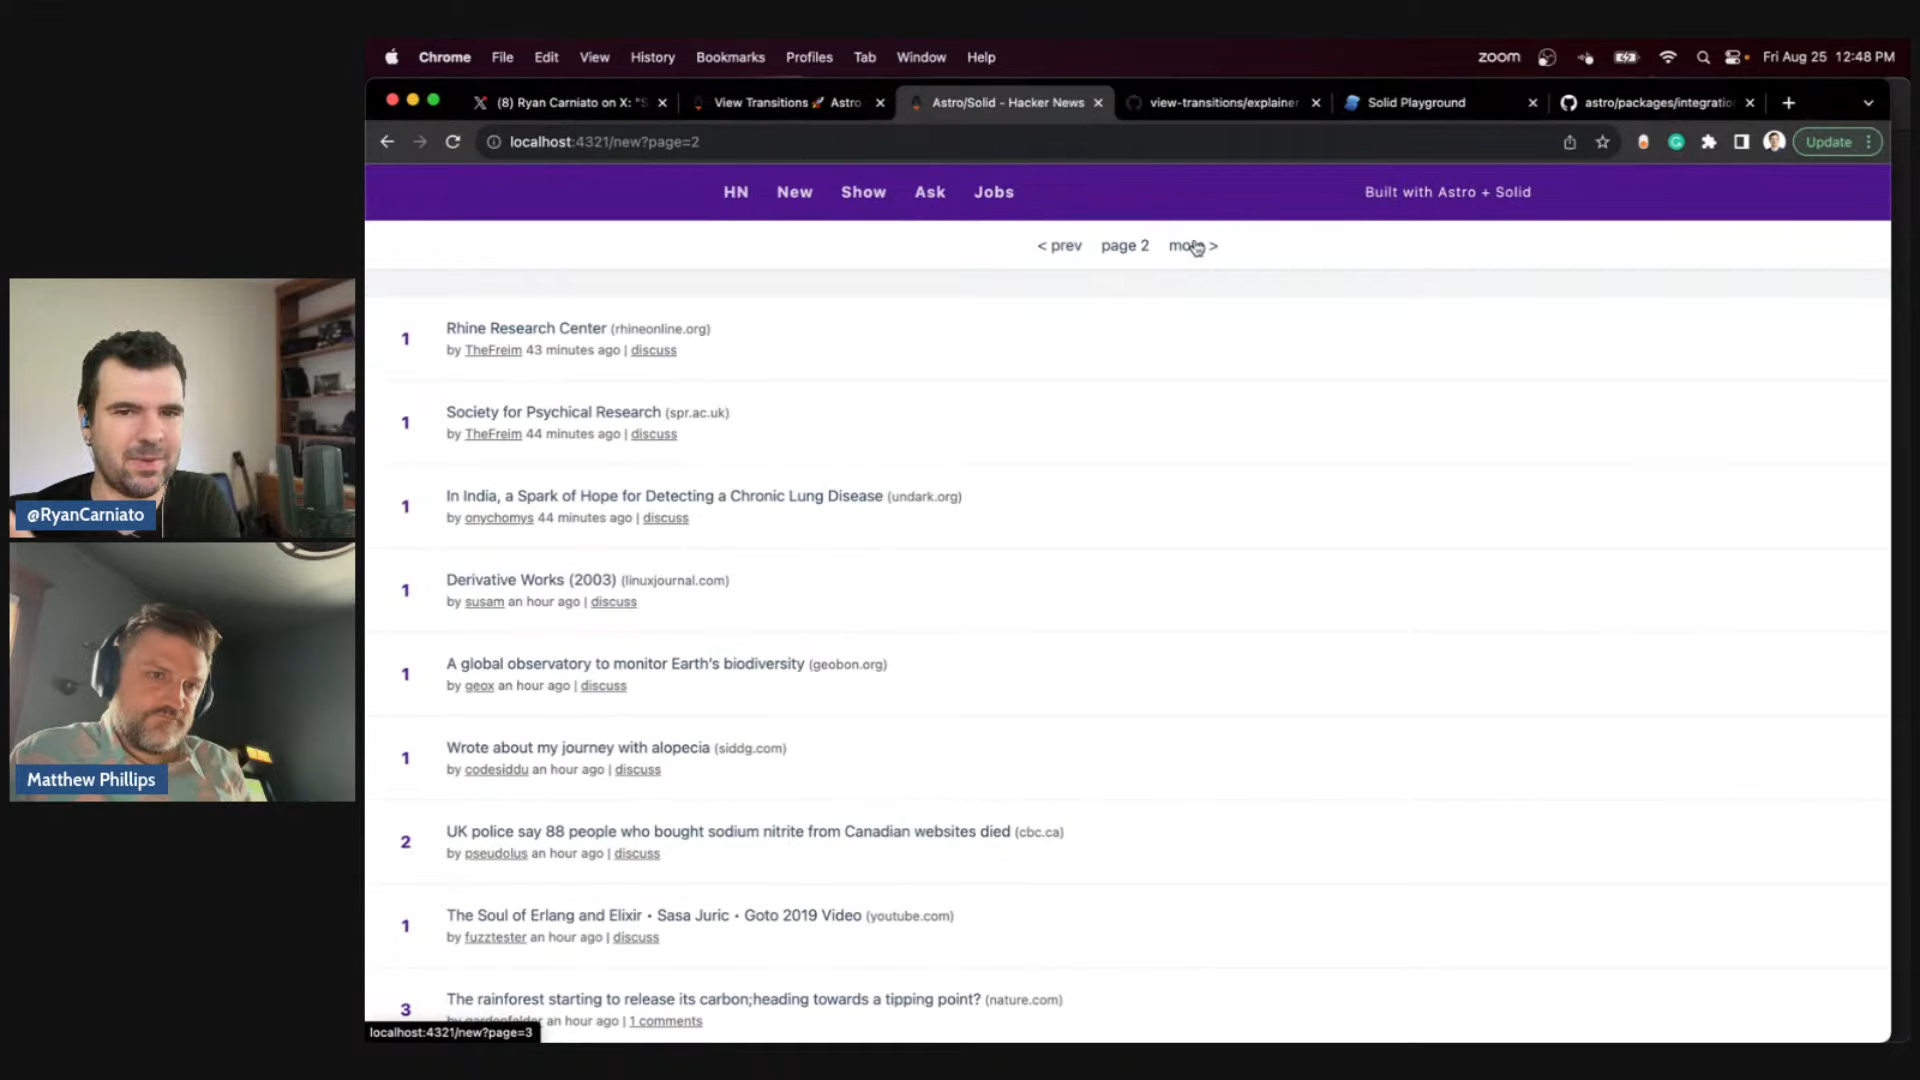 Chrome File Edit View History Bookmarks Profiles Tab Window Help
zoom Fri Aug 25 12:48 PM
(8) Ryan Carniato on X: "S
View Transitions 🚀 Astro
Astro/Solid - Hacker News
view-transitions/explainer
Solid Playground
astro/packages/integratio
localhost:4321/new?page=2
Update
HN New Show Ask Jobs
Built with Astro + Solid
< prev page 2 >
1 Rhine Research Center (rhineonline.org)
by TheFreim 43 minutes ago | discuss
1 Society for Psychical Research (spr.ac.uk)
by TheFreim 44 minutes ago | discuss
1 In India, a Spark of Hope for Detecting a Chronic Lung Disease (undark.org)
by onychomys 44 minutes ago | discuss
1 Derivative Works (2003) (linuxjournal.com)
by susam an hour ago | discuss
1 A global observatory to monitor Earth's biodiversity (geobon.org)
by geox an hour ago | discuss
1 Wrote about my journey with alopecia (siddg.com)
by codesiddu an hour ago | discuss
2 UK police say 88 people who bought sodium nitrite from Canadian websites died (cbc.ca)
by pseudolus an hour ago | discuss
1 The Soul of Erlang and Elixir • Sasa Juric • Goto 2019 Video (youtube.com)
by fuzztester an hour ago | discuss
3 The rainforest starting to release its carbon;heading towards a tipping point? (nature.com)
by gardenfelder an hour ago | 1 comments
localhost:4321/new?page=3
@RyanCarniato
Matthew Phillips